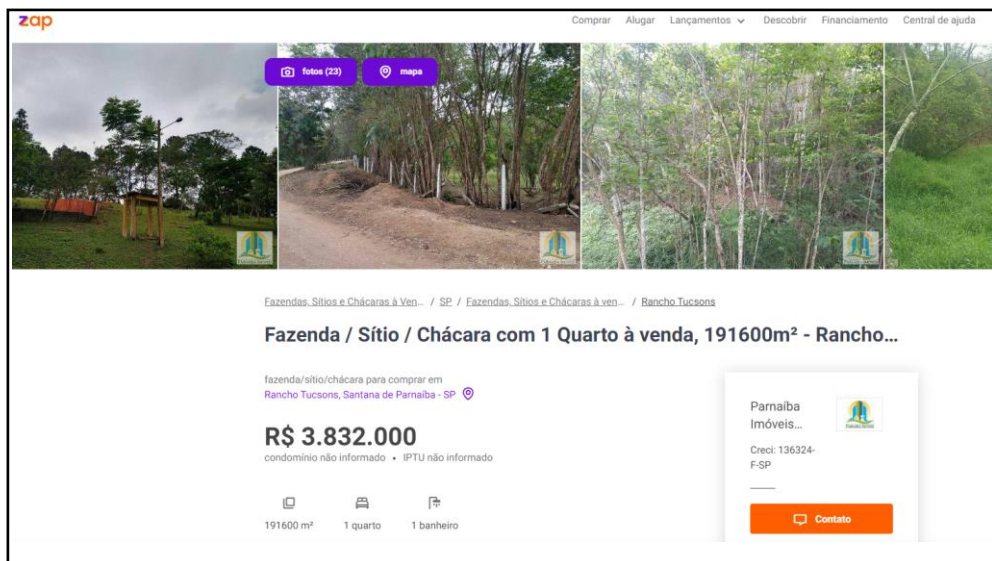 zap
Comprar Alugar Lançamentos Descobrir Financiamento Central de ajuda
fotos (23) mapa
Fazendas, Sítios e Chácaras à Ven... / SP / Fazendas, Sítios e Chácaras à ven... / Rancho Tucsons
Fazenda / Sítio / Chácara com 1 Quarto à venda, 191600m² - Rancho...
fazenda/sítio/chácara para comprar em
Rancho Tucsons, Santana de Parnaíba - SP
R$ 3.832.000
condomínio não informado • IPTU não informado
191600 m² 1 quarto 1 banheiro
Parnaíba
Imóveis...
Creci: 136324-
F-SP
Contato